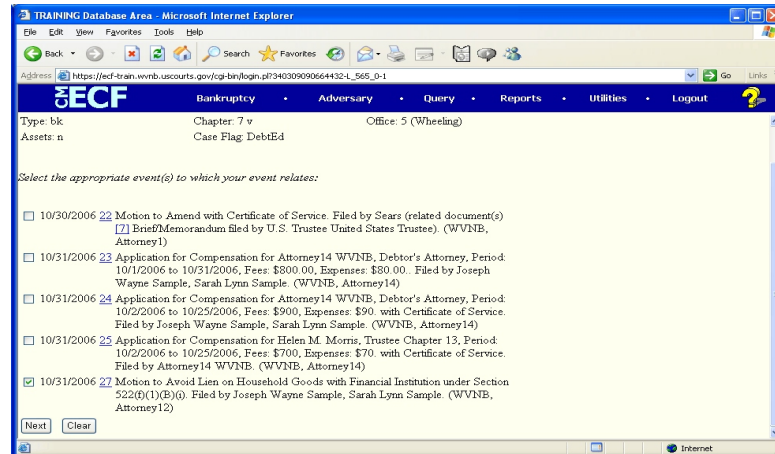 TRAINING Database Area - Microsoft Internet Explorer
File Edit View Favorites Tools Help
Back Search Favorites
Address https://ecf-train.wvnb.uscourts.gov/cgi-bin/login.pl?340309090664432-L_565_0-1 Go Links
CM ECF Bankruptcy • Adversary • Query • Reports • Utilities • Logout ?
Type: bk Chapter: 7 v Office: 5 (Wheeling)
Assets: n Case Flag: DebtEd
Select the appropriate event(s) to which your event relates:
10/30/2006 22 Motion to Amend with Certificate of Service. Filed by Sears (related document(s)
[7] Brief/Memorandum filed by U.S. Trustee United States Trustee). (WVNB,
Attorney1)
10/31/2006 23 Application for Compensation for Attorney14 WVNB, Debtor's Attorney, Period:
10/1/2006 to 10/31/2006, Fees: $800.00, Expenses: $80.00.. Filed by Joseph
Wayne Sample, Sarah Lynn Sample. (WVNB, Attorney14)
10/31/2006 24 Application for Compensation for Attorney14 WVNB, Debtor's Attorney, Period:
10/2/2006 to 10/25/2006, Fees: $900, Expenses: $90. with Certificate of Service.
Filed by Joseph Wayne Sample, Sarah Lynn Sample. (WVNB, Attorney14)
10/31/2006 25 Application for Compensation for Helen M. Morris, Trustee Chapter 13, Period:
10/2/2006 to 10/25/2006, Fees: $700, Expenses: $70. with Certificate of Service.
Filed by Attorney14 WVNB. (WVNB, Attorney14)
10/31/2006 27 Motion to Avoid Lien on Household Goods with Financial Institution under Section
522(f)(1)(B)(i). Filed by Joseph Wayne Sample, Sarah Lynn Sample. (WVNB,
Attorney12)
Next Clear
Internet